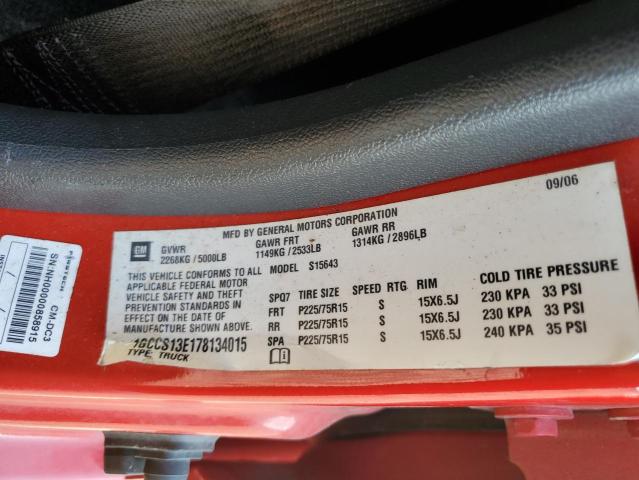 09/06
MFD BY GENERAL MOTORS CORPORATION
GM
GVWR GAWR FRT GAWR RR
2268KG / 5000LB 1149KG / 2533LB 1314KG / 2896LB
THIS VEHICLE CONFORMS TO ALL MODEL S15643
APPLICABLE FEDERAL MOTOR
VEHICLE SAFETY AND THEFT
PREVENTION STANDARDS IN
EFFECT ON THE DATE OF
MANUFACTURE SHOWN ABOVE.
1GCCS13E178134015
TYPE: TRUCK
COLD TIRE PRESSURE
SPQ7 TIRE SIZE SPEED RTG RIM
FRT P225/75R15 S 15X6.5J 230 KPA 33 PSI
RR P225/75R15 S 15X6.5J 230 KPA 33 PSI
SPA P225/75R15 S 15X6.5J 240 KPA 35 PSI
CM-DC3
SN:NH00000858915